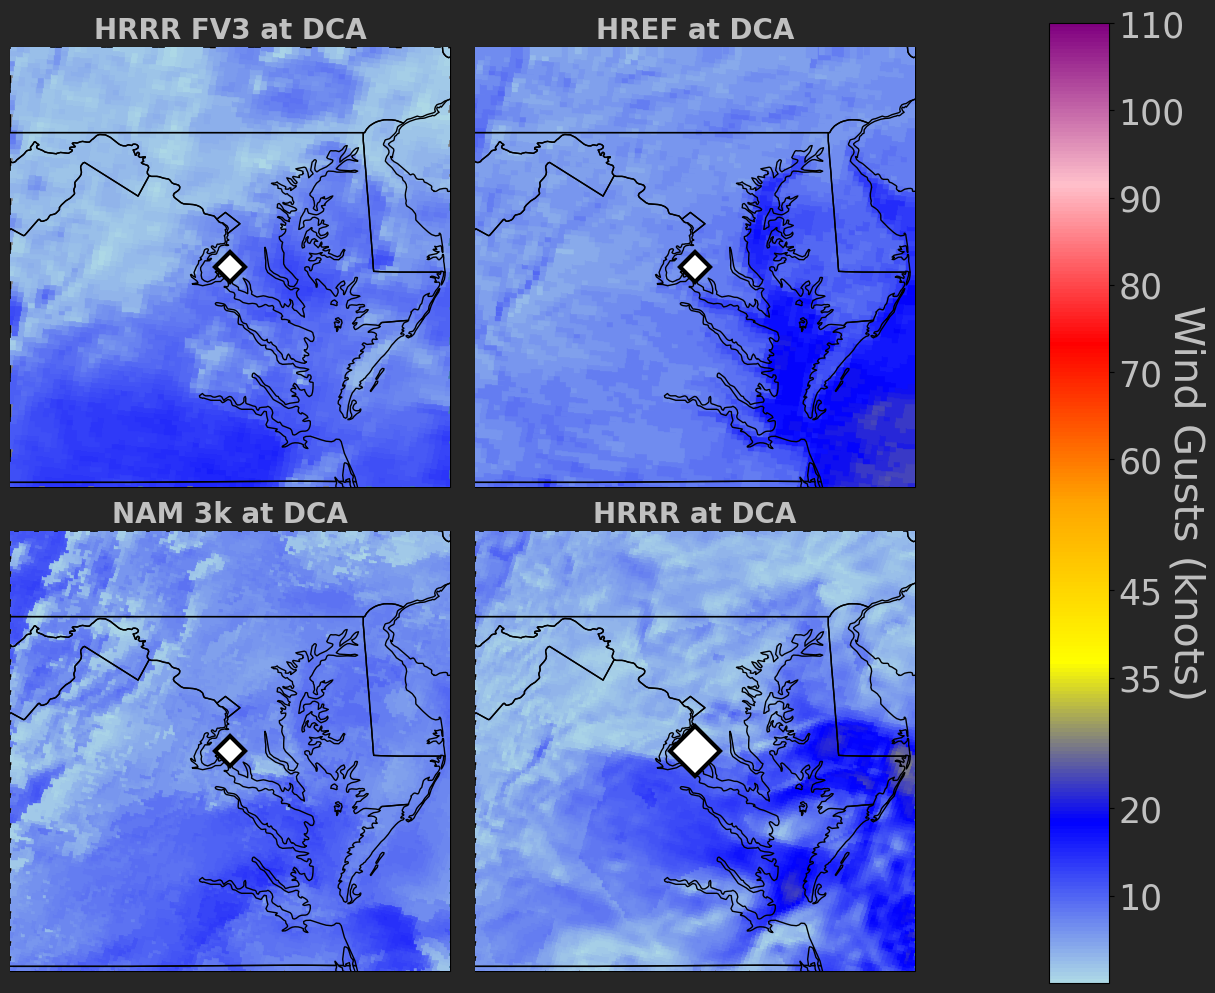 HRRR FV3 at DCA
HREF at DCA
NAM 3k at DCA
HRRR at DCA
110
100
90
80
70
60
45
35
20
10
Wind Gusts (knots)